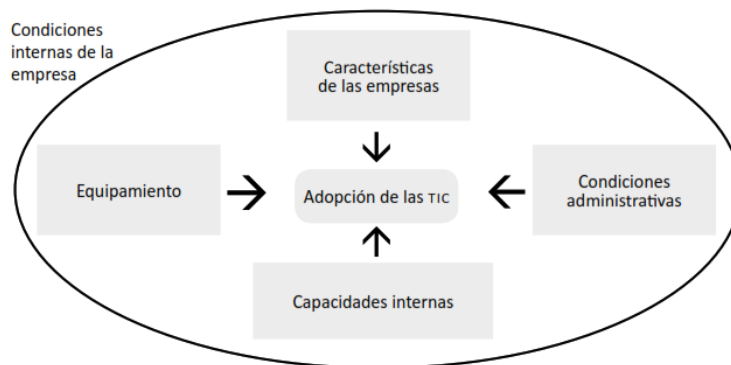 Condiciones
internas de la
empresa
Características
de las empresas
Equipamiento
Adopción de las TIC
Condiciones
administrativas
Capacidades internas